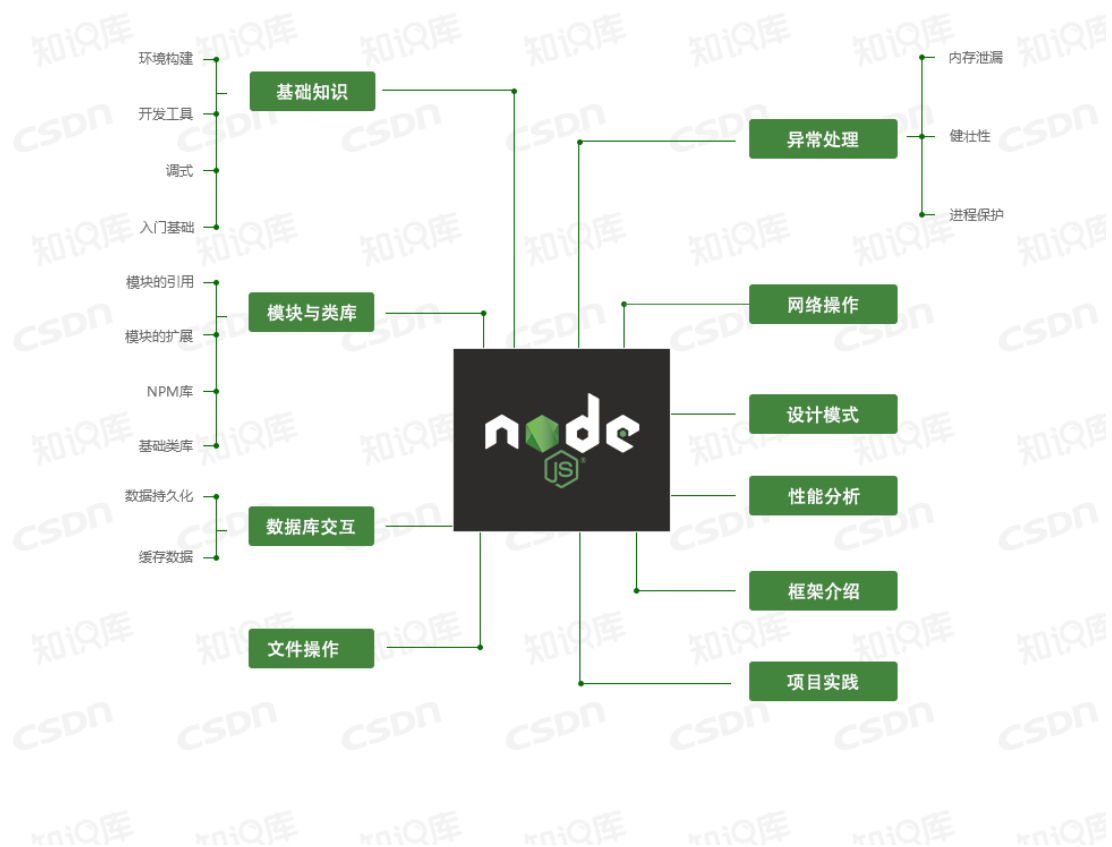 环境构建
开发工具
调式
入门基础
基础知识
模块的引用
模块的扩展
NPM库
基础类库
模块与类库
数据持久化
缓存数据
数据库交互
文件操作
node
JS
异常处理
内存泄漏
健壮性
进程保护
网络操作
设计模式
性能分析
框架介绍
项目实践
知识库
CSDN